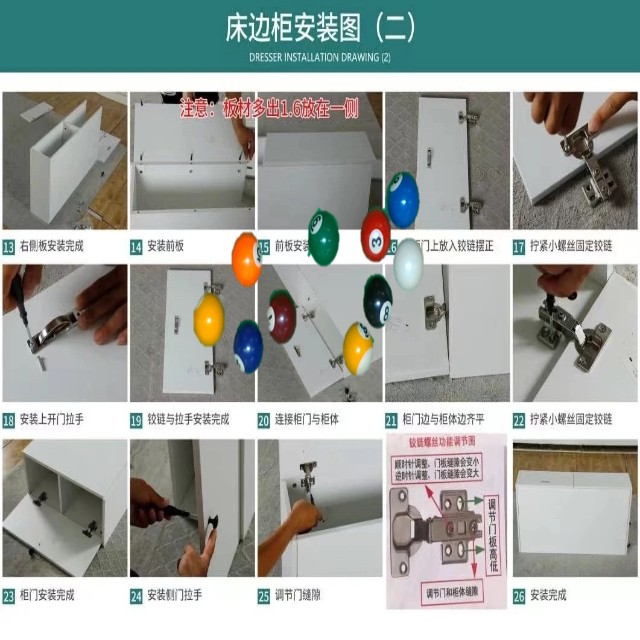 床边柜安装图（二）
DRESSER INSTALLATION DRAWING (2)
注意：板材多出1.6放在一侧
13 右侧板安装完成
14 安装前板
15 前板安装
门上放入铰链摆正
17 拧紧小螺丝固定铰链
18 安装上开门拉手
19 铰链与拉手安装完成
20 连接柜门与柜体
21 柜门边与柜体边齐平
22 拧紧小螺丝固定铰链
铰链螺丝功能调节图
顺时针调整，门板缝隙会变小
逆时针调整，门板缝隙会变大
调节门板高低
调节门和柜体缝隙
23 柜门安装完成
24 安装侧门拉手
25 调节门缝隙
26 安装完成
3
8